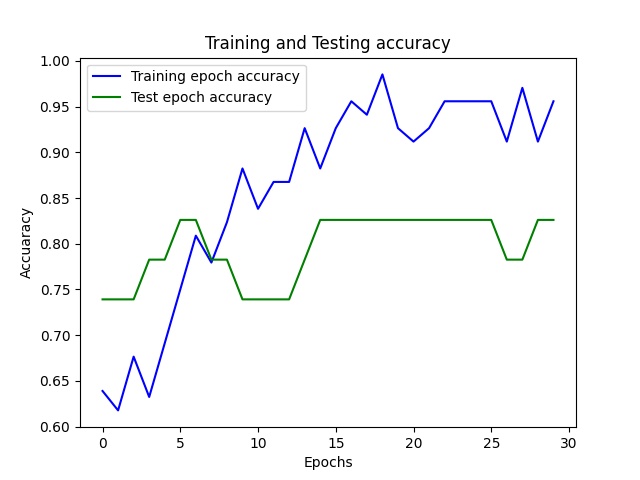 Training and Testing accuracy
Training epoch accuracy
Test epoch accuracy
1.00
0.95
0.90
0.85
0.80
0.75
0.70
0.65
0.60
Accuaracy
0 5 10 15 20 25 30
Epochs